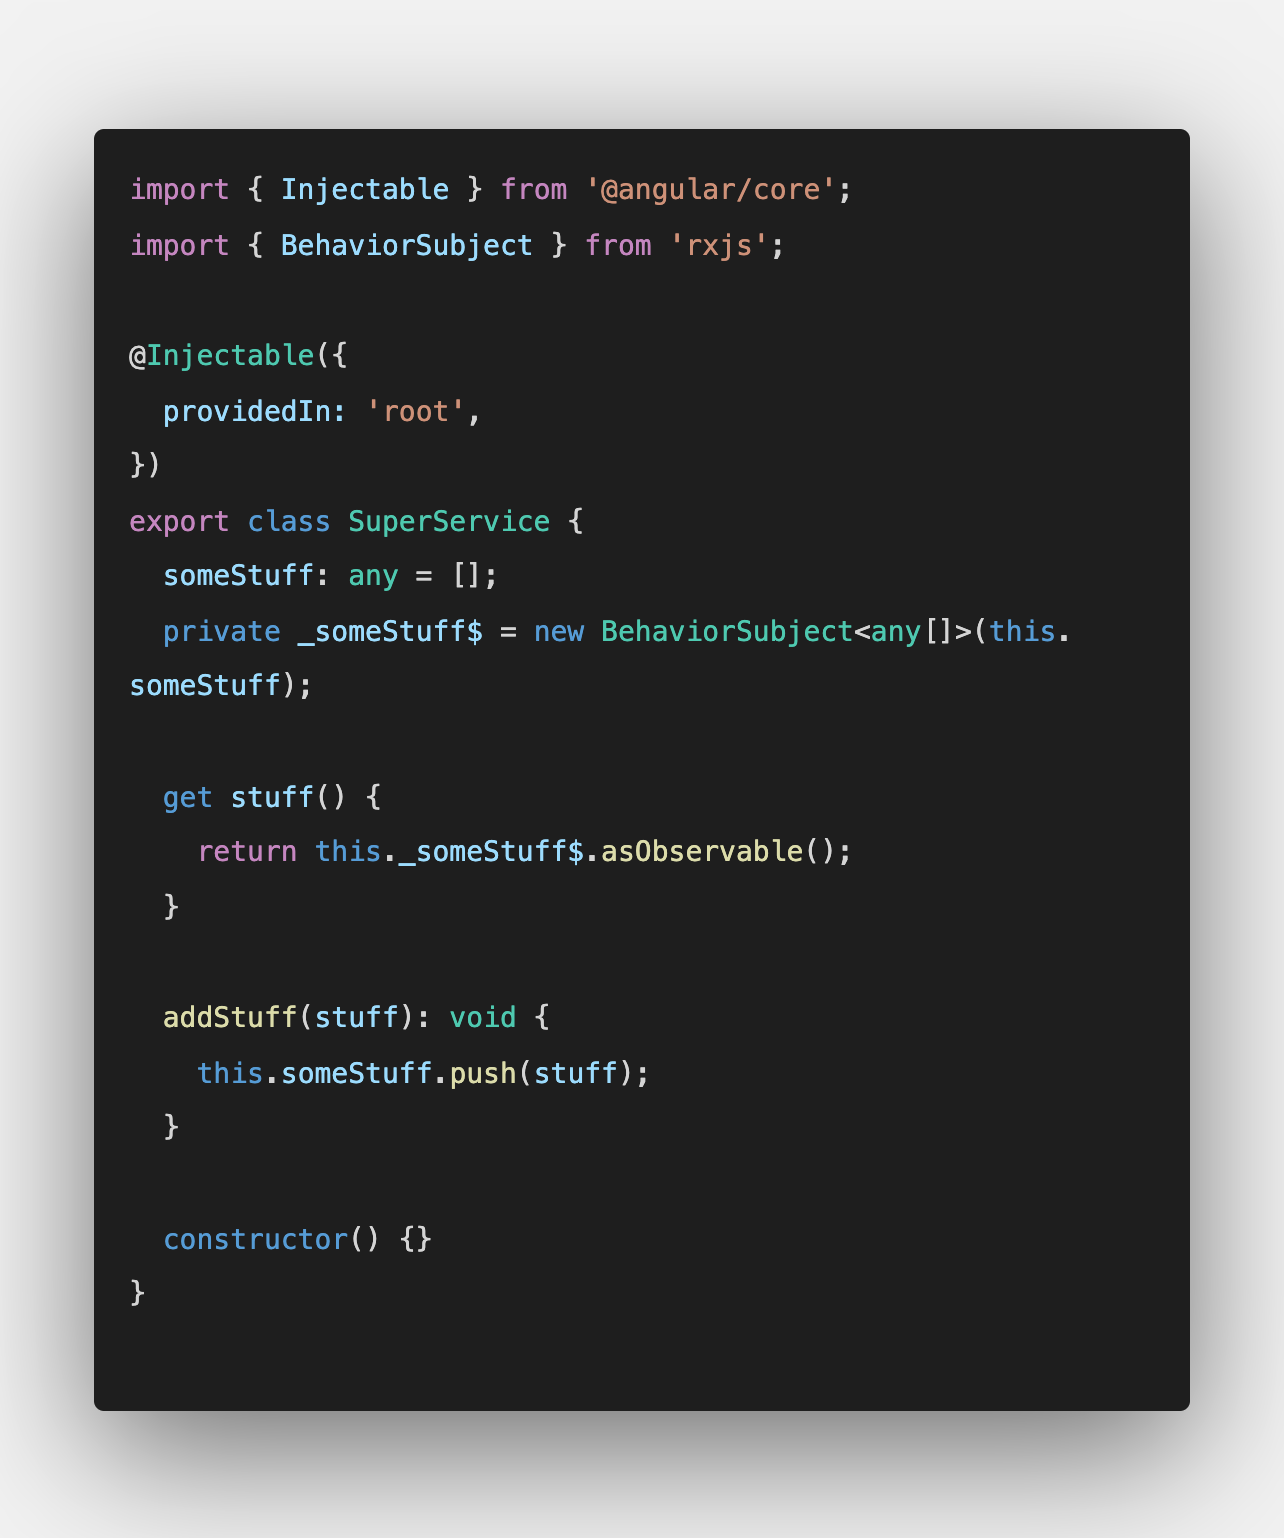 import { Injectable } from '@angular/core';
import { BehaviorSubject } from 'rxjs';

@Injectable({
  providedIn: 'root',
})
export class SuperService {
  someStuff: any = [];
  private _someStuff$ = new BehaviorSubject<any[]>(this.
someStuff);

  get stuff() {
    return this._someStuff$.asObservable();
  }

  addStuff(stuff): void {
    this.someStuff.push(stuff);
  }

  constructor() {}
}